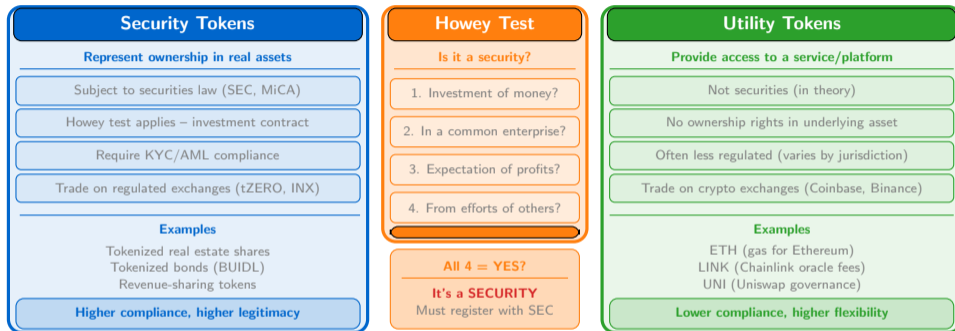 Security Tokens
Represent ownership in real assets
Subject to securities law (SEC, MiCA)
Howey test applies – investment contract
Require KYC/AML compliance
Trade on regulated exchanges (tZERO, INX)
Examples
Tokenized real estate shares
Tokenized bonds (BUIDL)
Revenue-sharing tokens
Higher compliance, higher legitimacy
Howey Test
Is it a security?
1. Investment of money?
2. In a common enterprise?
3. Expectation of profits?
4. From efforts of others?
All 4 = YES?
It's a SECURITY
Must register with SEC
Utility Tokens
Provide access to a service/platform
Not securities (in theory)
No ownership rights in underlying asset
Often less regulated (varies by jurisdiction)
Trade on crypto exchanges (Coinbase, Binance)
Examples
ETH (gas for Ethereum)
LINK (Chainlink oracle fees)
UNI (Uniswap governance)
Lower compliance, higher flexibility